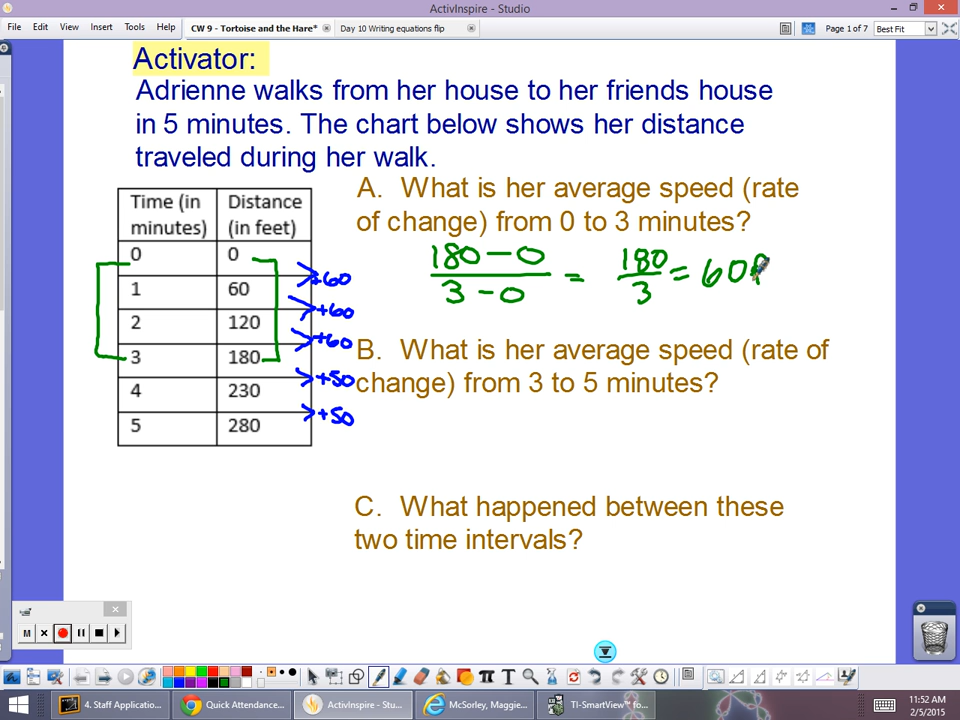 ActivInspire - Studio
File Edit View Insert Tools Help
CW 9 - Tortoise and the Hare*
Day 10 Writing equations flip
Page 1 of 7
Best Fit
Activator:
Adrienne walks from her house to her friends house
in 5 minutes. The chart below shows her distance
traveled during her walk.
A. What is her average speed (rate
of change) from 0 to 3 minutes?
180 - 0 / 3 - 0 = 180 / 3 = 60f
Time (in minutes) Distance (in feet)
0 0
+60
1 60
+60
2 120
+60
3 180
+50
4 230
+50
5 280
B. What is her average speed (rate of
change) from 3 to 5 minutes?
C. What happened between these
two time intervals?
M
4. Staff Applicatio...
Quick Attendance...
ActivInspire - Stu...
McSorley, Maggie...
TI-SmartView™ fo...
11:52 AM
2/5/2015